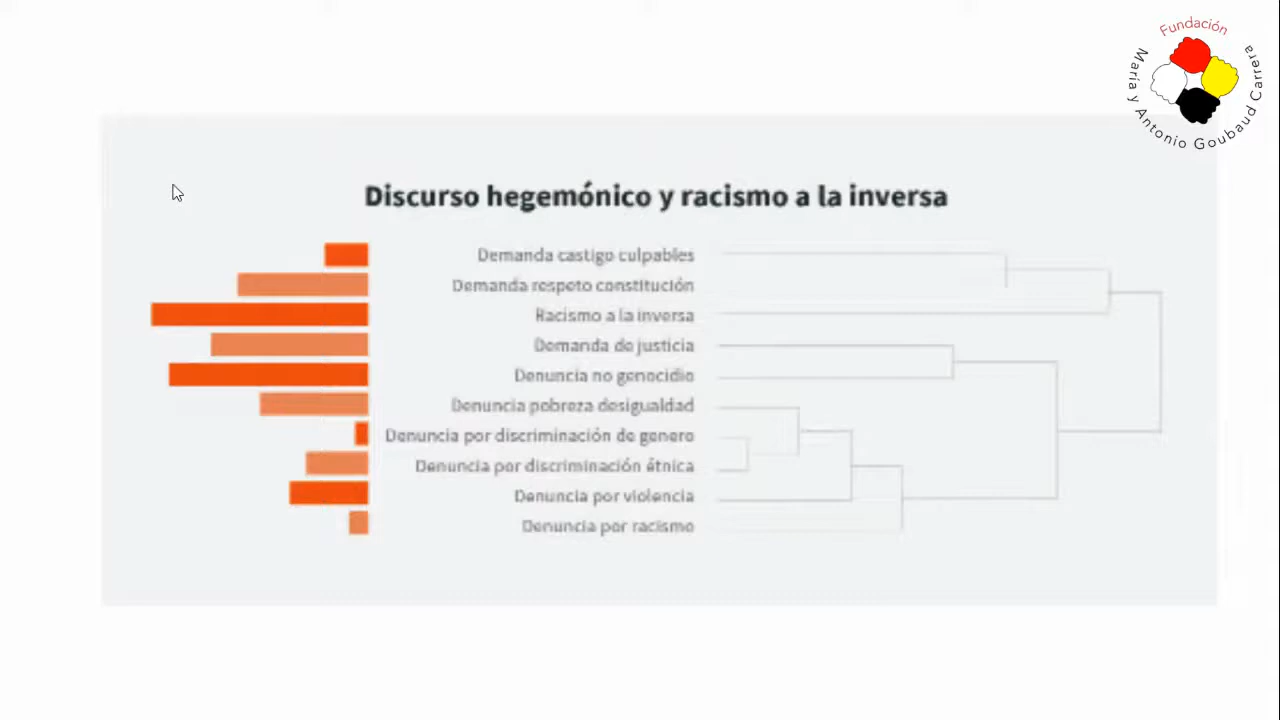 Fundación
María y Antonio Goubaud Carrera
Discurso hegemónico y racismo a la inversa
Demanda castigo culpables
Demanda respeto constitución
Racismo a la inversa
Demanda de justicia
Denuncia no genocidio
Denuncia pobreza desigualdad
Denuncia por discriminación de genero
Denuncia por discriminación étnica
Denuncia por violencia
Denuncia por racismo